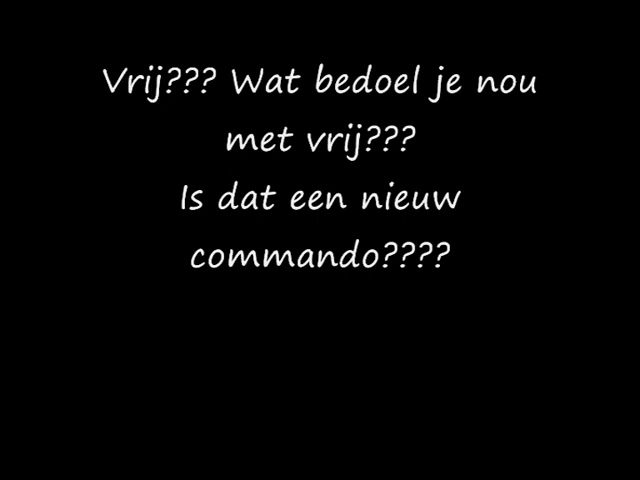 Vrij??? Wat bedoel je nou
met vrij???
Is dat een nieuw
commando????